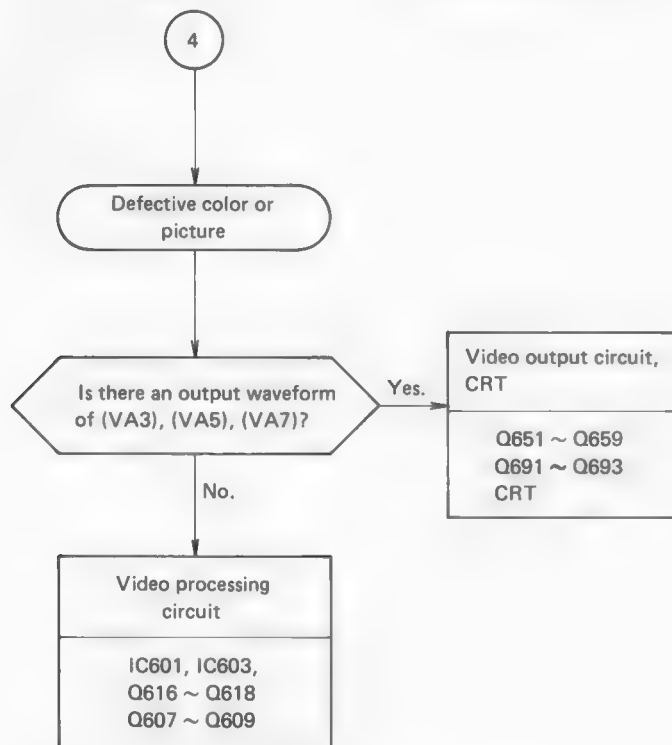 4
Defective color or
picture
Is there an output waveform
of (VA3), (VA5), (VA7)?
Yes.
Video output circuit,
CRT
Q651 ~ Q659
Q691 ~ Q693
CRT
No.
Video processing
circuit
IC601, IC603,
Q616 ~ Q618
Q607 ~ Q609